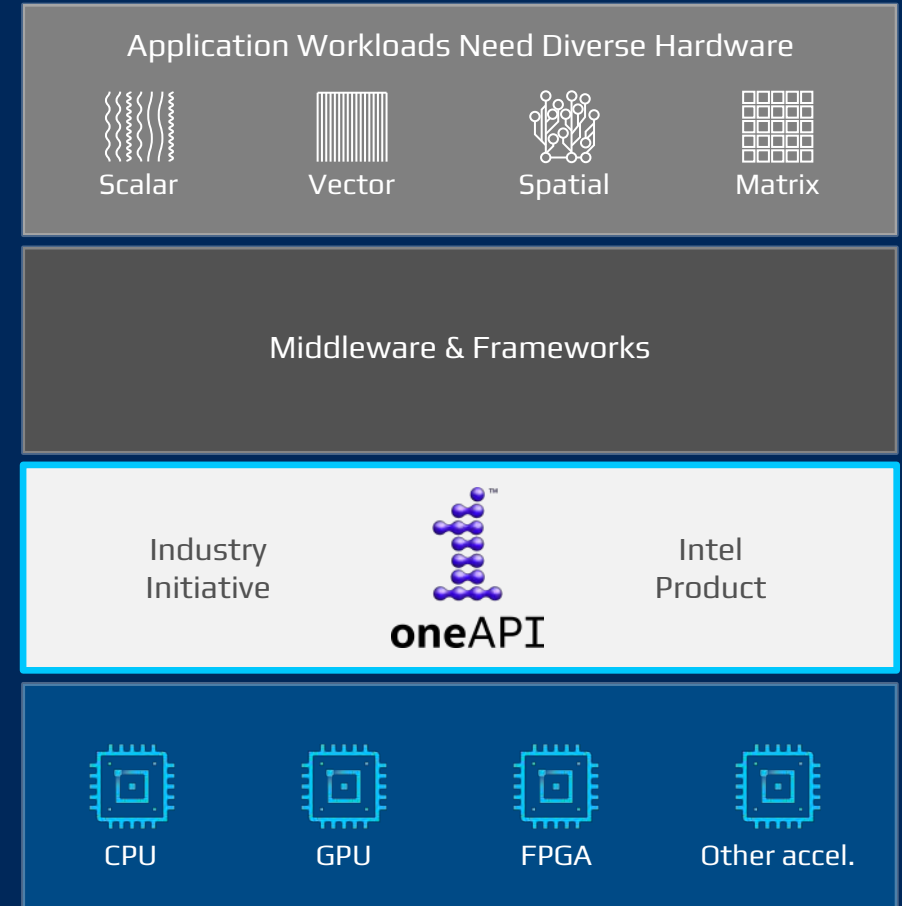 Application Workloads Need Diverse Hardware
Scalar Vector Spatial Matrix
Middleware & Frameworks
Industry
Initiative
™
oneAPI
Intel
Product
CPU GPU FPGA Other accel.